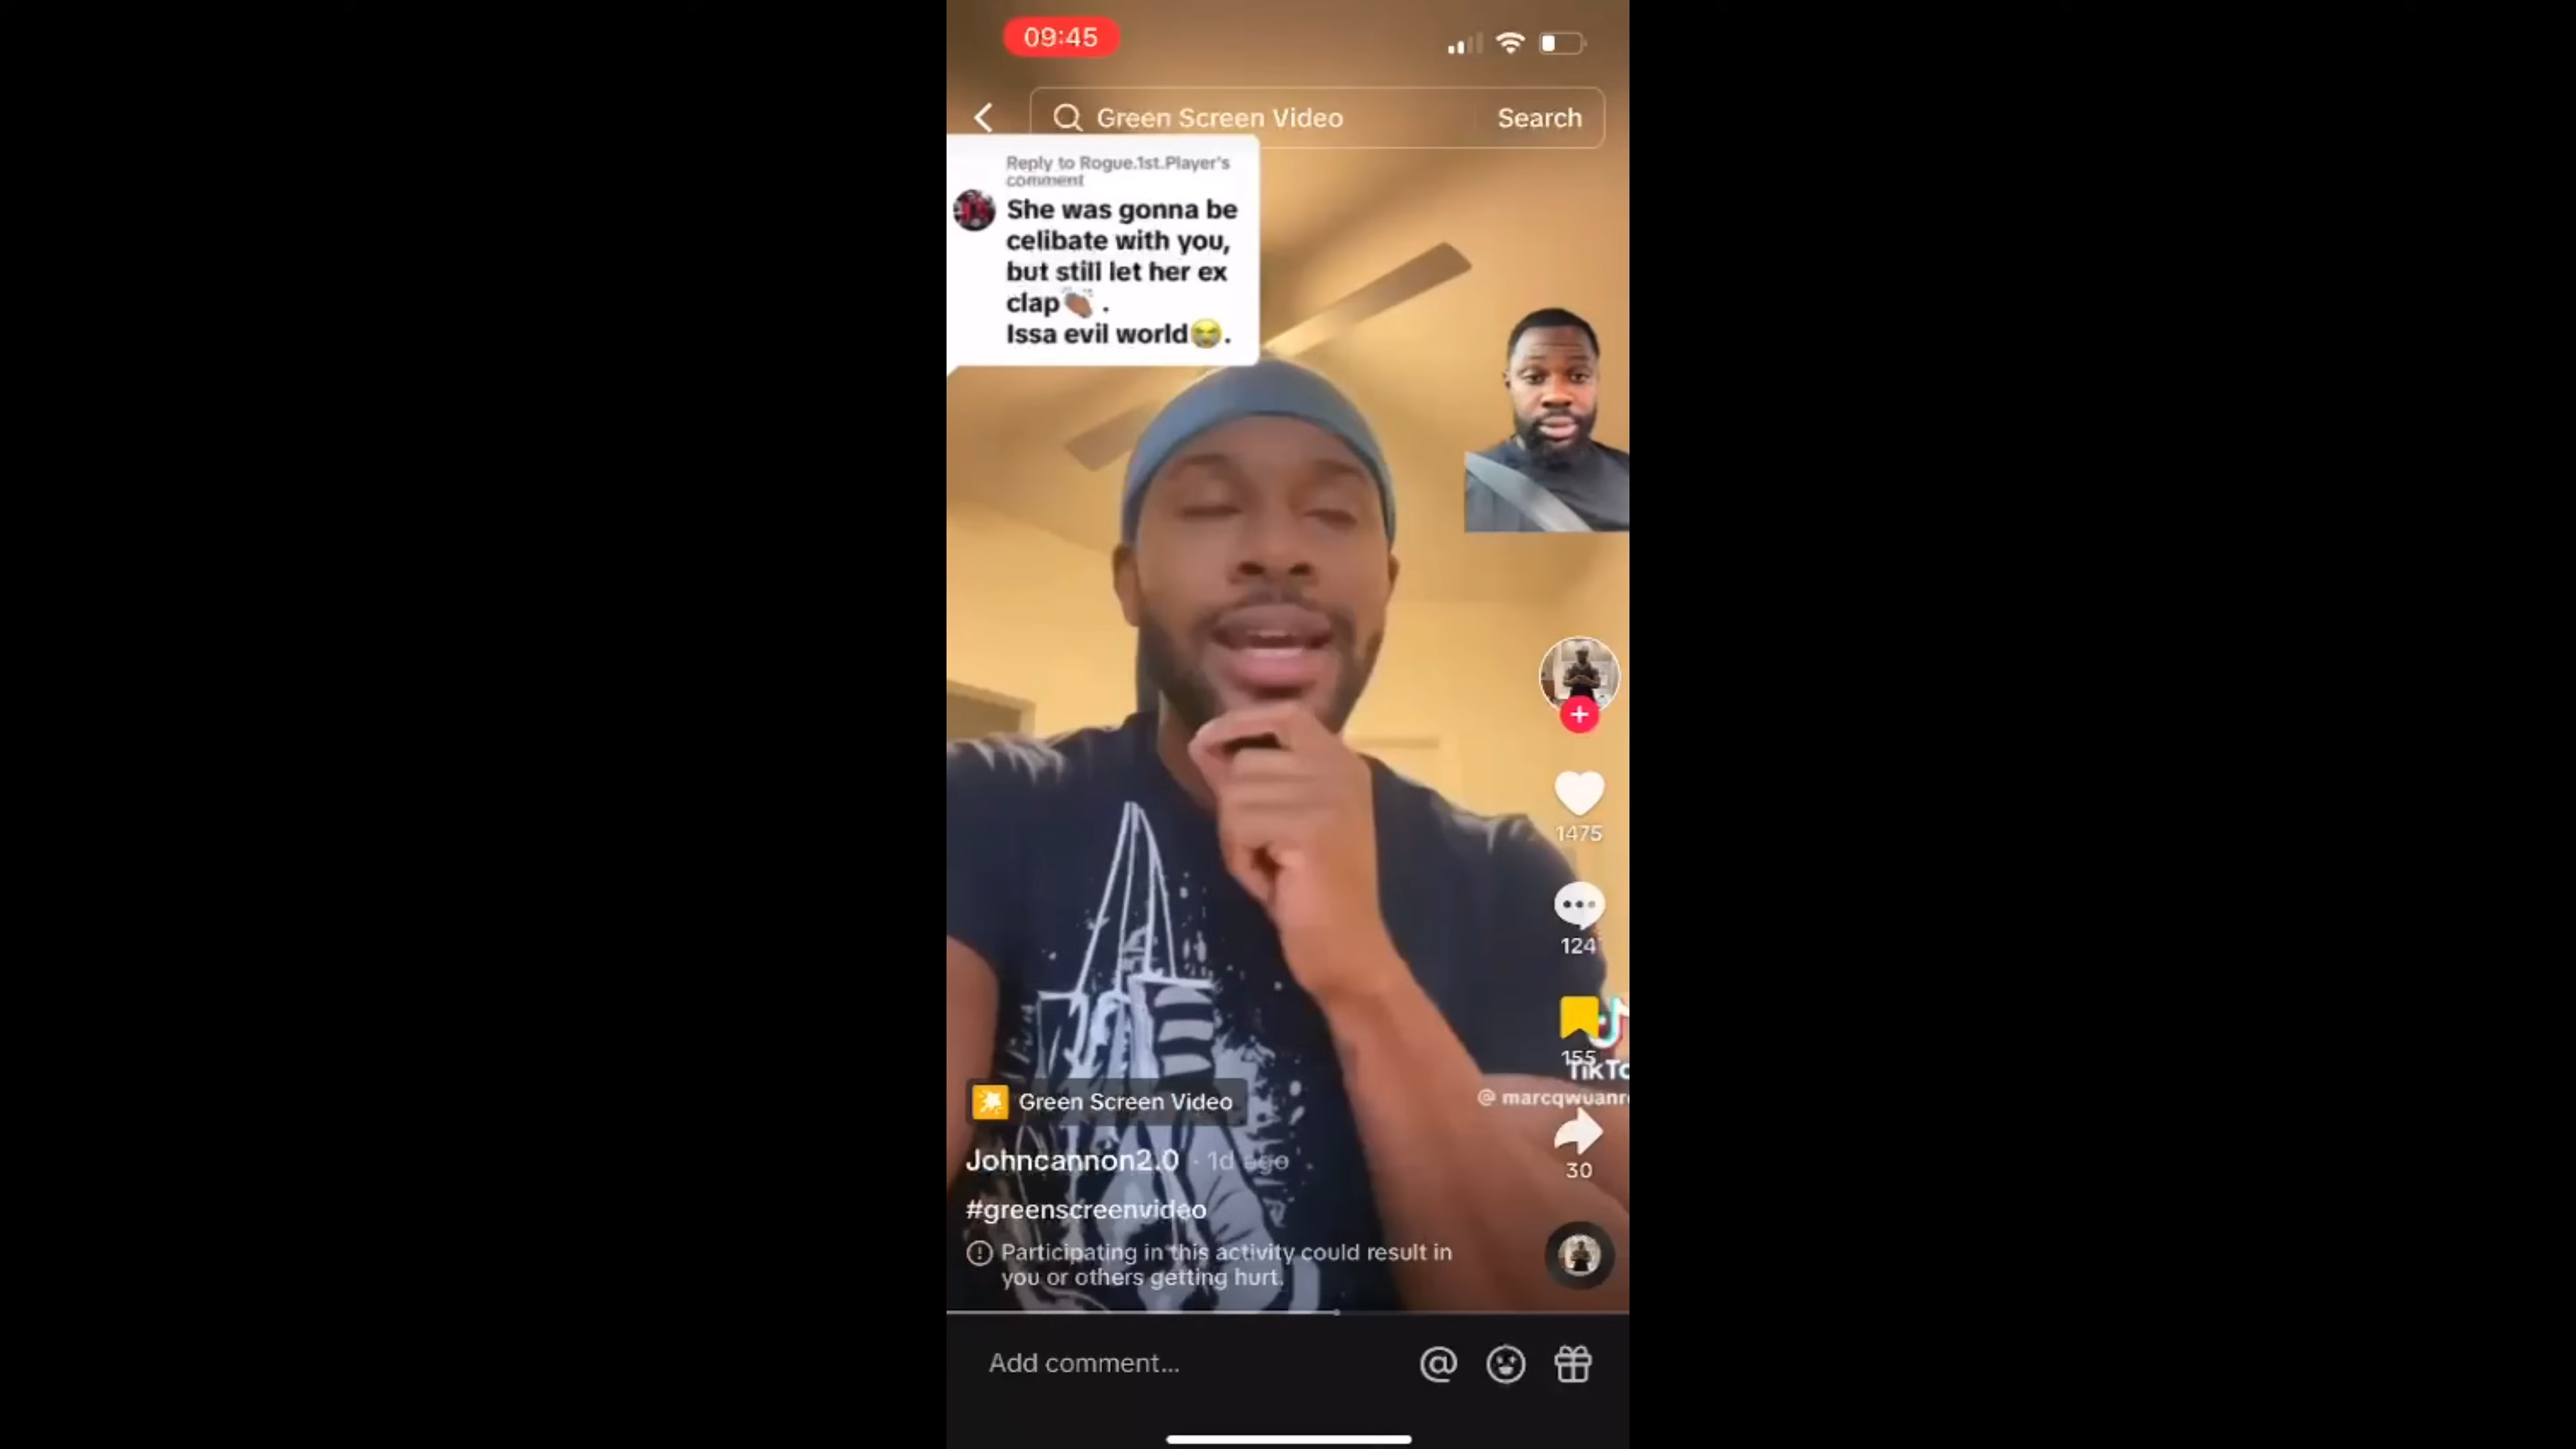 09:45
Green Screen Video
Search
Reply to Rogue.1st.Player's
comment
She was gonna be
celibate with you,
but still let her ex
clap👏🏾 .
Issa evil world😭.
1475
124
155
TikTo
@ marcqwuanr
30
Green Screen Video
Johncannon2.0 · 1d ago
#greenscreenvideo
Participating in this activity could result in
you or others getting hurt.
Add comment...